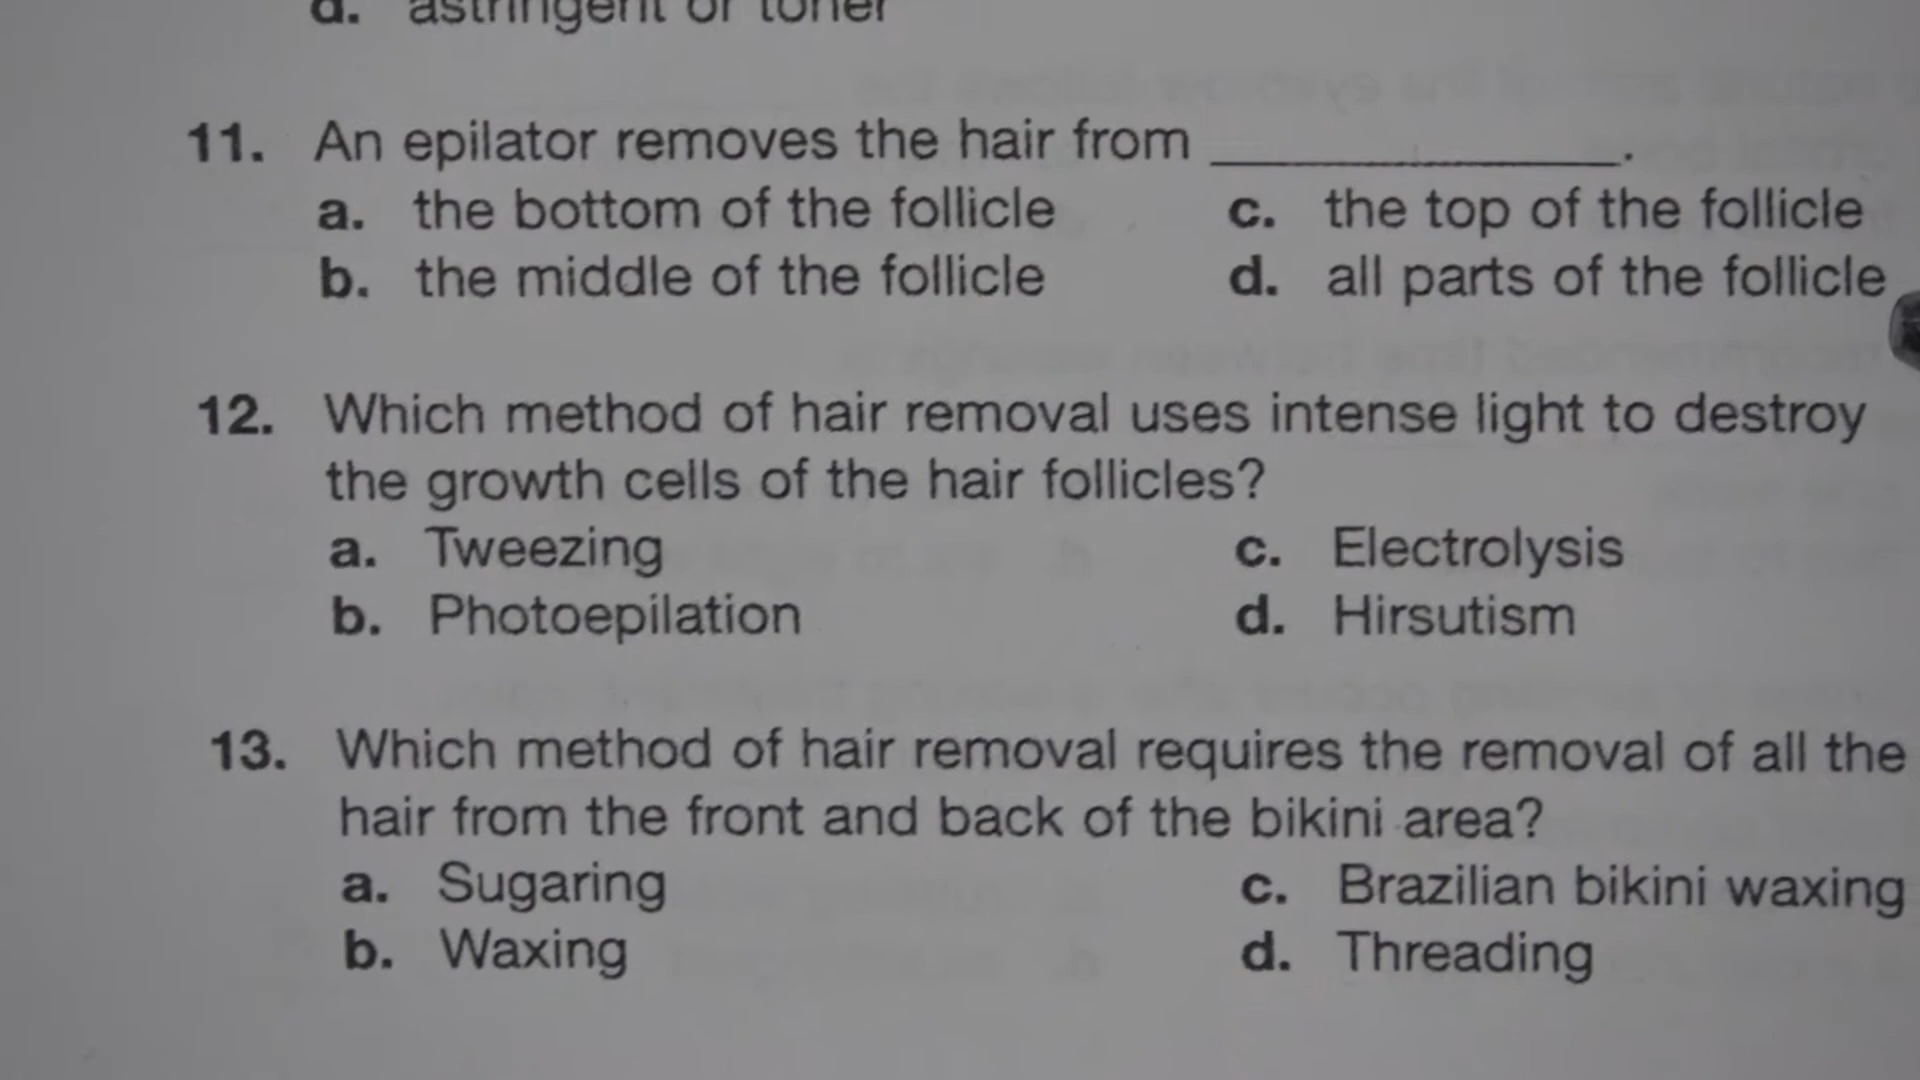 d. astringent or toner
11. An epilator removes the hair from ______________.
a. the bottom of the follicle c. the top of the follicle
b. the middle of the follicle d. all parts of the follicle
12. Which method of hair removal uses intense light to destroy
the growth cells of the hair follicles?
a. Tweezing c. Electrolysis
b. Photoepilation d. Hirsutism
13. Which method of hair removal requires the removal of all the
hair from the front and back of the bikini area?
a. Sugaring c. Brazilian bikini waxing
b. Waxing d. Threading